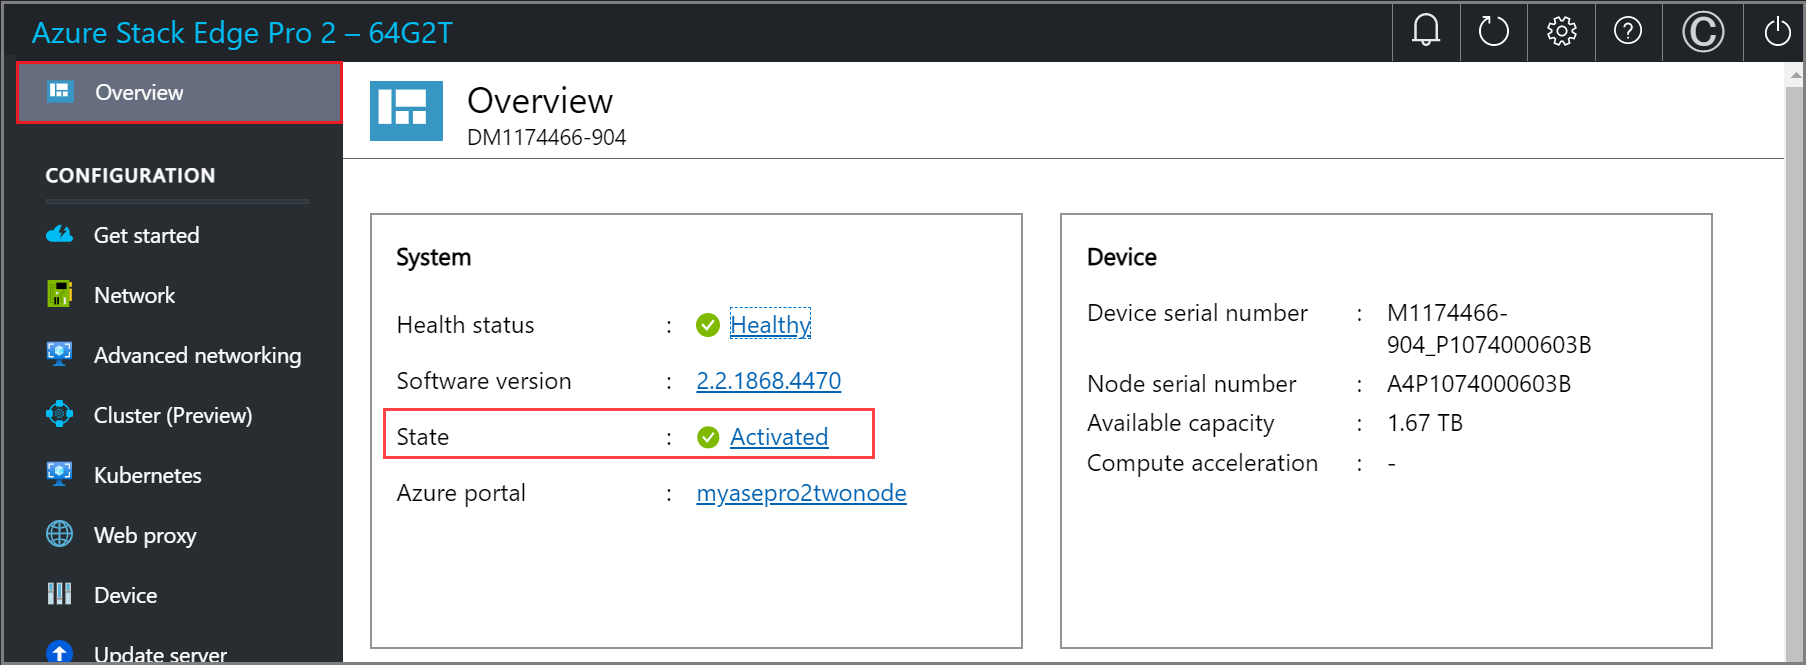 Azure Stack Edge Pro 2 – 64G2T
Overview
CONFIGURATION
Get started
Network
Advanced networking
Cluster (Preview)
Kubernetes
Web proxy
Device
Update server
Overview
DM1174466-904
System
Health status : Healthy
Software version : 2.2.1868.4470
State : Activated
Azure portal : myasepro2twonode
Device
Device serial number : M1174466-
904_P1074000603B
Node serial number : A4P1074000603B
Available capacity : 1.67 TB
Compute acceleration : -